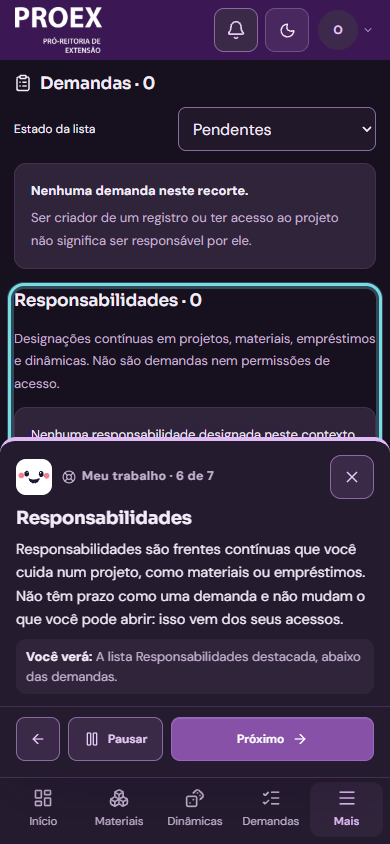 PROEX
PRÓ-REITORIA DE
EXTENSÃO
O
Demandas · 0
Estado da lista
Pendentes
Nenhuma demanda neste recorte.
Ser criador de um registro ou ter acesso ao projeto
não significa ser responsável por ele.
Responsabilidades · 0
Designações contínuas em projetos, materiais, empréstimos
e dinâmicas. Não são demandas nem permissões de
acesso.
Nenhuma responsabilidade designada neste contexto.
Meu trabalho · 6 de 7
Responsabilidades
Responsabilidades são frentes contínuas que você
cuida num projeto, como materiais ou empréstimos.
Não têm prazo como uma demanda e não mudam o
que você pode abrir: isso vem dos seus acessos.
Você verá: A lista Responsabilidades destacada, abaixo
das demandas.
Pausar
Próximo
Início
Materiais
Dinâmicas
Demandas
Mais